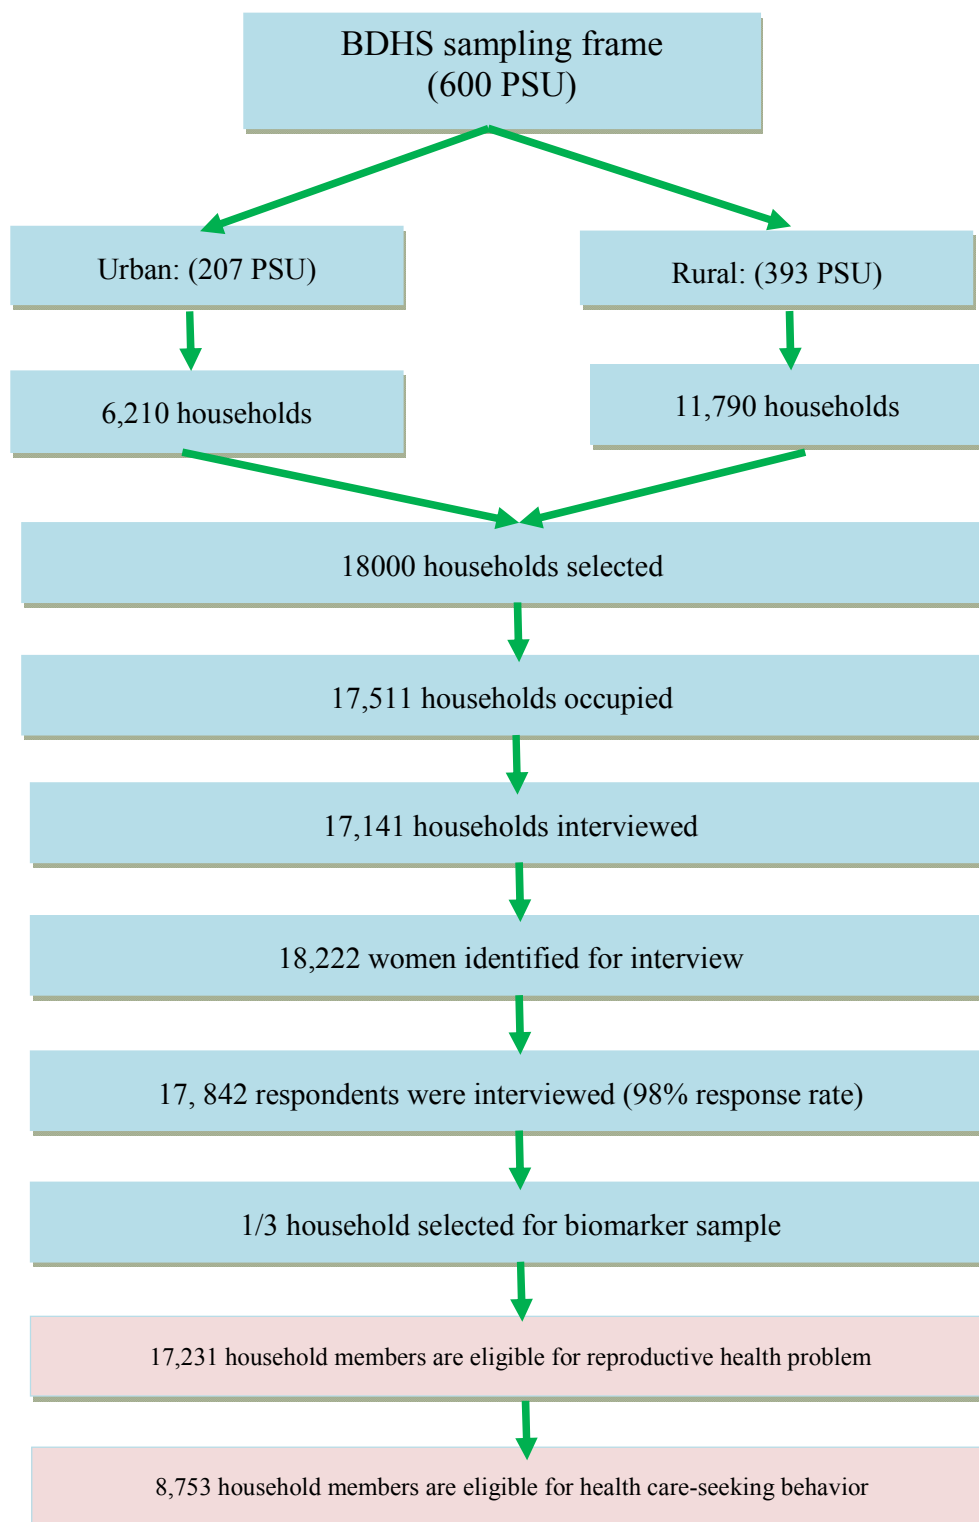 BDHS sampling frame
(600 PSU)
Urban: (207 PSU)
Rural: (393 PSU)
6,210 households
11,790 households
18000 households selected
17,511 households occupied
17,141 households interviewed
18,222 women identified for interview
17, 842 respondents were interviewed (98% response rate)
1/3 household selected for biomarker sample
17,231 household members are eligible for reproductive health problem
8,753 household members are eligible for health care-seeking behavior